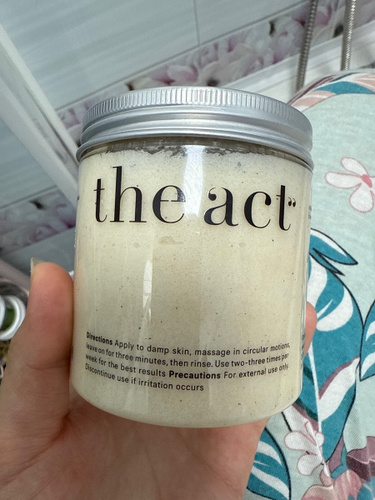 the act
Directions Apply to damp skin, massage in circular motions,
leave on for three minutes, then rinse. Use two-three times per
week for the best results Precautions For external use only.
Discontinue use if irritation occurs